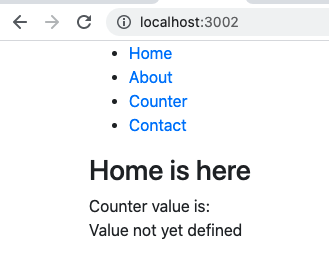 localhost:3002
Home
About
Counter
Contact
Home is here
Counter value is:
Value not yet defined